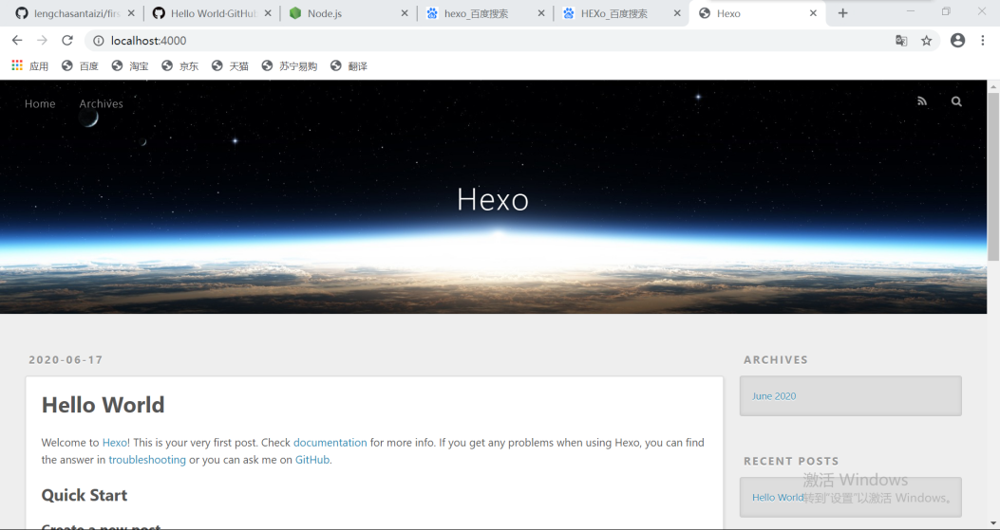 lengchasantaizi/firs
Hello World·GitHub
Node.js
hexo_百度搜索
HEXo_百度搜索
Hexo
localhost:4000
应用
百度
淘宝
京东
天猫
苏宁易购
翻译
Home
Archives
Hexo
2020-06-17
Hello World
Welcome to Hexo! This is your very first post. Check documentation for more info. If you get any problems when using Hexo, you can find
the answer in troubleshooting or you can ask me on GitHub.
Quick Start
Create a new post
ARCHIVES
June 2020
RECENT POSTS
Hello World
激活 Windows
转到"设置"以激活 Windows。